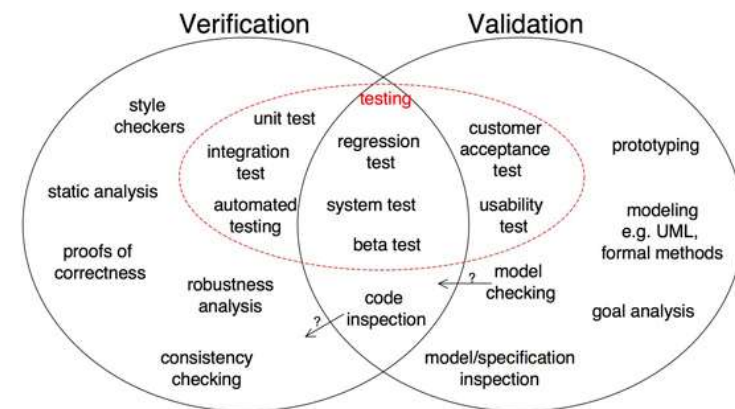 Verification
Validation
testing
style
checkers
unit test
integration
test
automated
testing
static analysis
proofs of
correctness
robustness
analysis
consistency
checking
regression
test
system test
beta test
code
inspection
?
customer
acceptance
test
usability
test
?
model
checking
prototyping
modeling
e.g. UML,
formal methods
goal analysis
model/specification
inspection